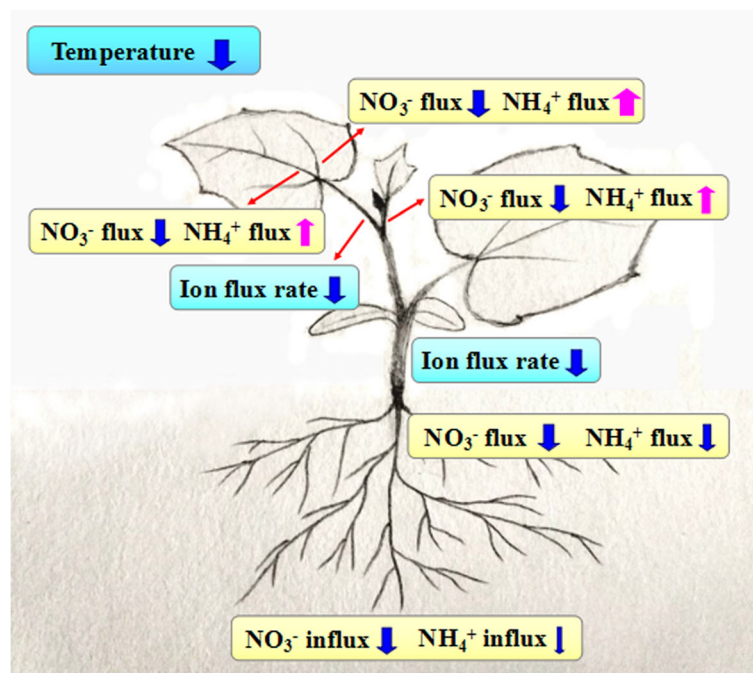 Temperature
NO₃⁻ flux NH₄⁺ flux
NO₃⁻ flux NH₄⁺ flux
NO₃⁻ flux NH₄⁺ flux
Ion flux rate
Ion flux rate
NO₃⁻ flux NH₄⁺ flux
NO₃⁻ influx NH₄⁺ influx